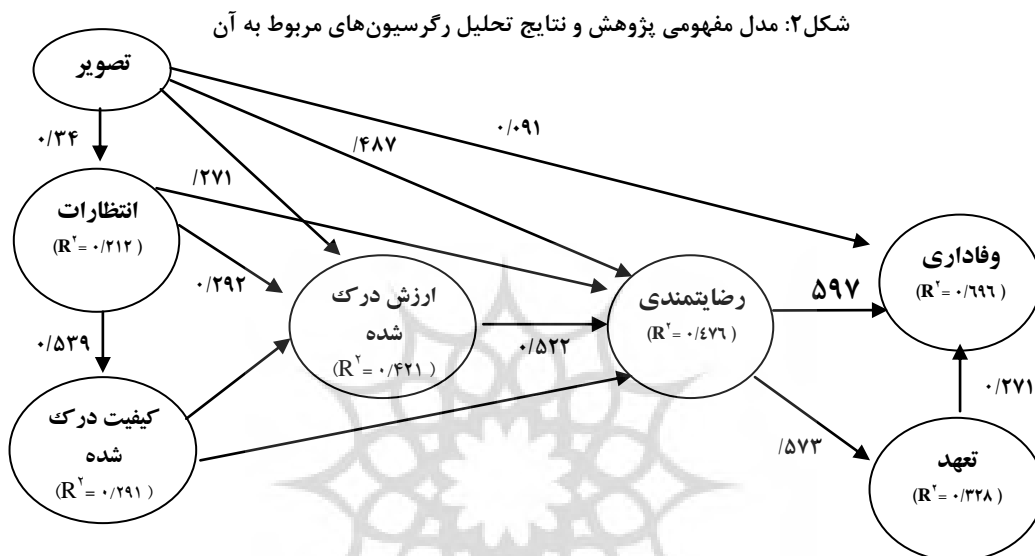 شکل۲: مدل مفهومی پژوهش و نتایج تحلیل رگرسیون‌های مربوط به آن
تصویر
۰/۳۴
/۲۷۱
/۴۸۷
۰/۰۹۱
انتظارات
(R۲= ۰/۲۱۲ )
۰/۲۹۲
۰/۵۳۹
ارزش درک
شده
(R۲ = ۰/۴۲۱ )
۰/۵۲۲
رضایتمندی
(R۲= ۰/٤٧٦ )
۵۹۷
وفاداری
(R۲= ۰/٦٩٦ )
۰/۲۷۱
/۵۷۳
کیفیت درک
شده
(R۲= ۰/۲۹۱ )
تعهد
(R۲= ۰/۳۲۸ )